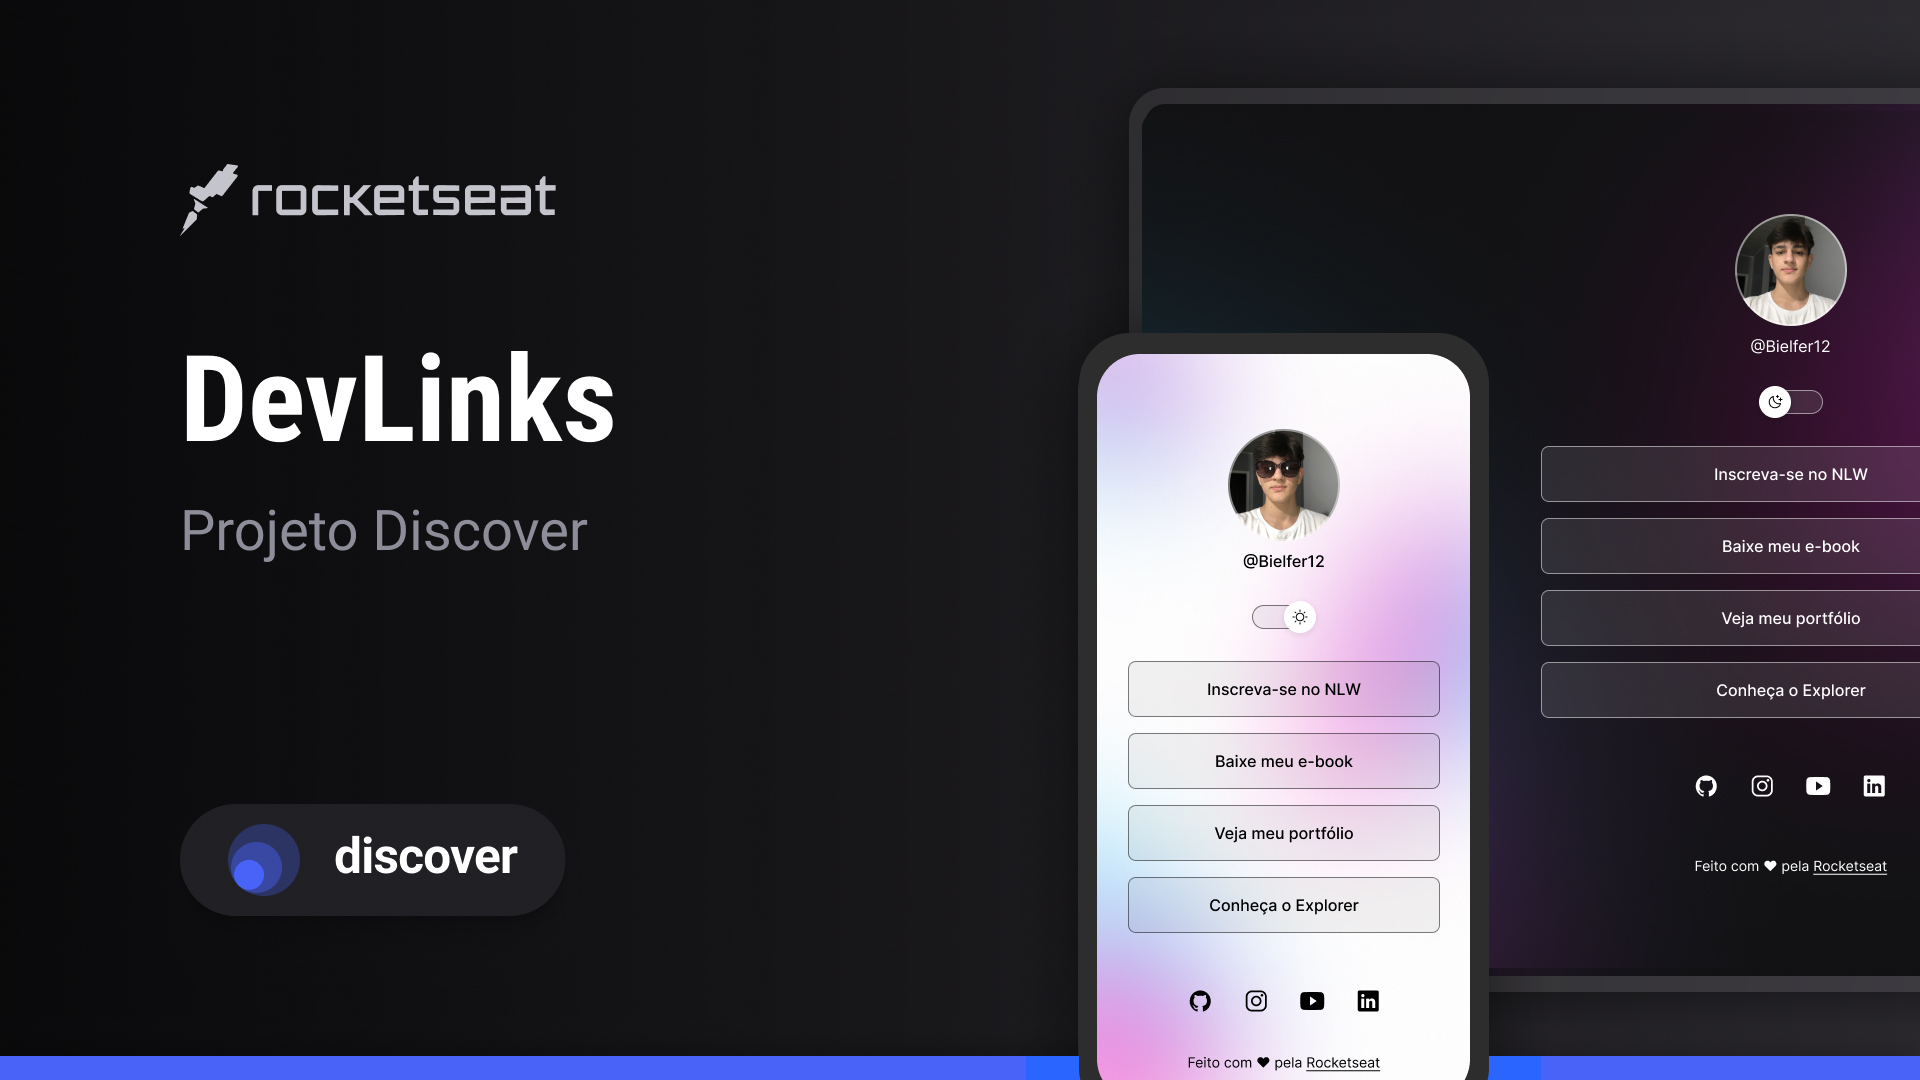 rocketseat
DevLinks
Projeto Discover
discover
@Bielfer12
Inscreva-se no NLW
Baixe meu e-book
Veja meu portfólio
Conheça o Explorer
Feito com ♥ pela Rocketseat
@Bielfer12
Inscreva-se no NLW
Baixe meu e-book
Veja meu portfólio
Conheça o Explorer
Feito com ♥ pela Rocketseat